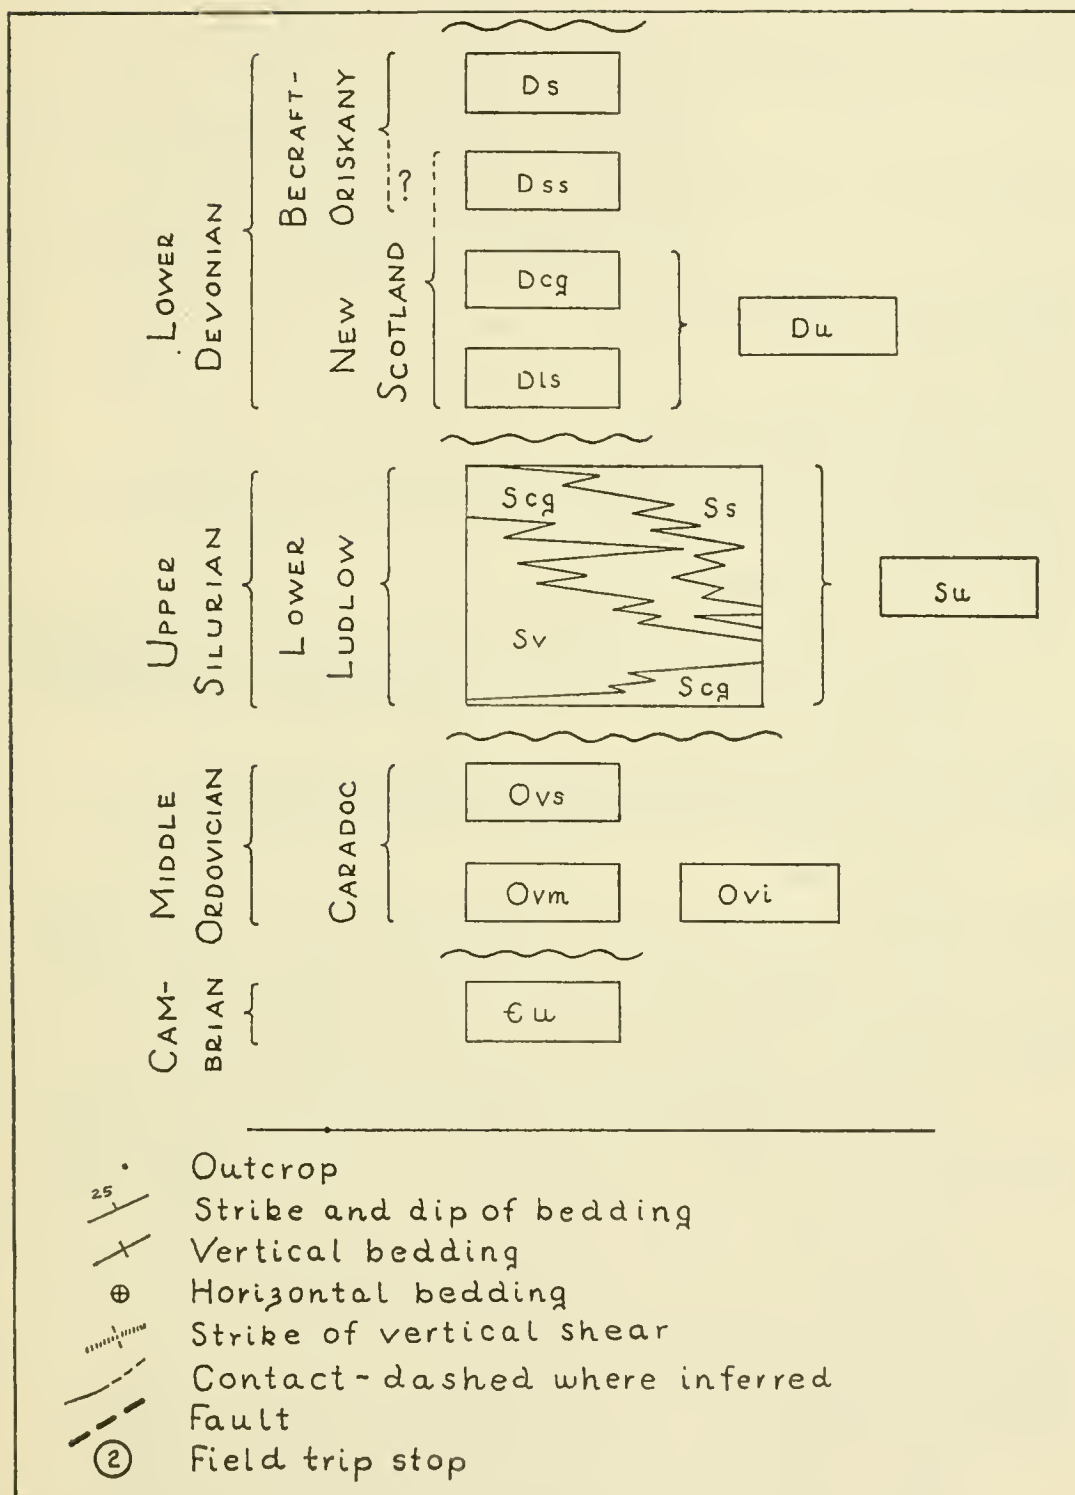 LOWER
DEVONIAN
BECRAFT-
ORISKANY
?
NEW
SCOTLAND
Ds
Dss
Dcg
Dls
Du
UPPER
SILURIAN
LOWER
LUDLOW
Scg
Ss
Sv
Scg
Su
MIDDLE
ORDOVICIAN
CARADOC
Ovs
Ovm
Ovi
CAM-
BRIAN
Єu
Outcrop
25
Strike and dip of bedding
Vertical bedding
Horizontal bedding
Strike of vertical shear
Contact-dashed where inferred
Fault
2
Field trip stop